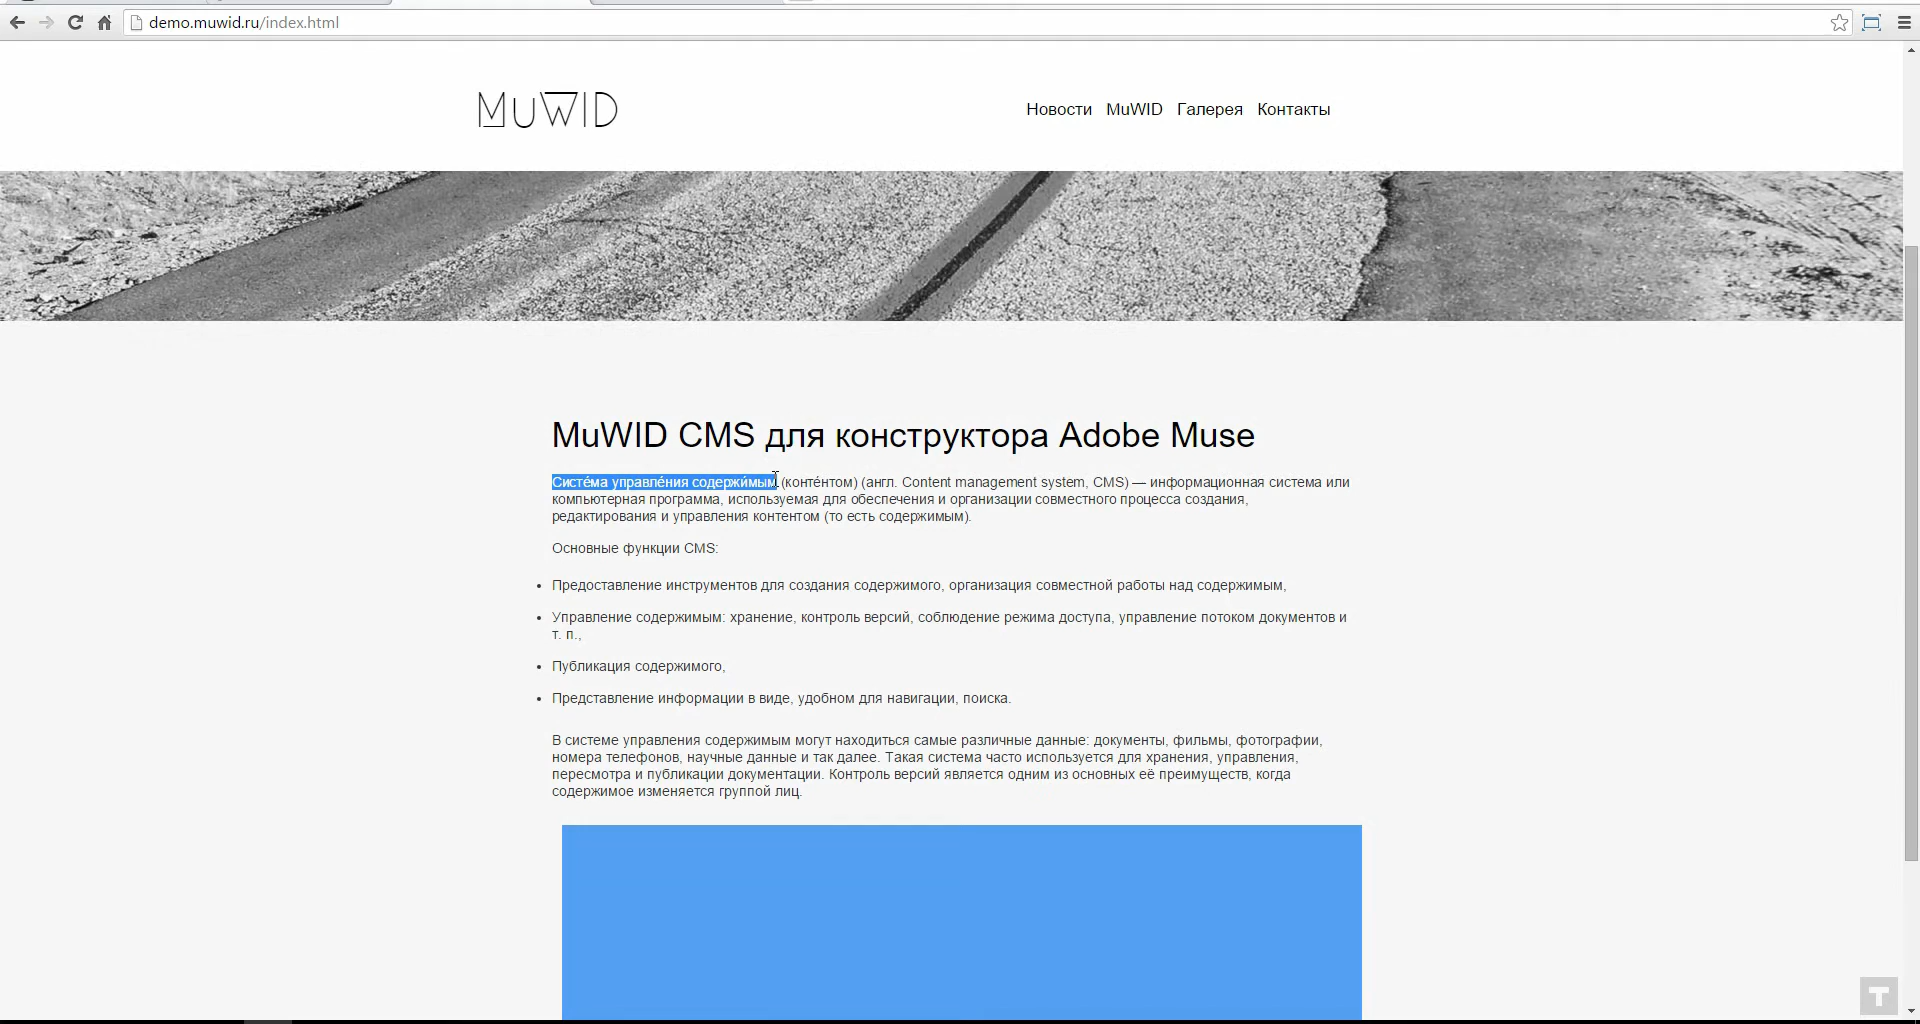 demo.muwid.ru/index.html
MuWID
Новости MuWID Галерея Контакты
MuWID CMS для конструктора Adobe Muse
Систе́ма управле́ния содержи́мым (конте́нтом) (англ. Content management system, CMS) — информационная система или
компьютерная программа, используемая для обеспечения и организации совместного процесса создания,
редактирования и управления контентом (то есть содержимым).
Основные функции CMS:
• Предоставление инструментов для создания содержимого, организация совместной работы над содержимым,
• Управление содержимым: хранение, контроль версий, соблюдение режима доступа, управление потоком документов и
т. п.,
• Публикация содержимого,
• Представление информации в виде, удобном для навигации, поиска.
В системе управления содержимым могут находиться самые различные данные: документы, фильмы, фотографии,
номера телефонов, научные данные и так далее. Такая система часто используется для хранения, управления,
пересмотра и публикации документации. Контроль версий является одним из основных её преимуществ, когда
содержимое изменяется группой лиц.
T